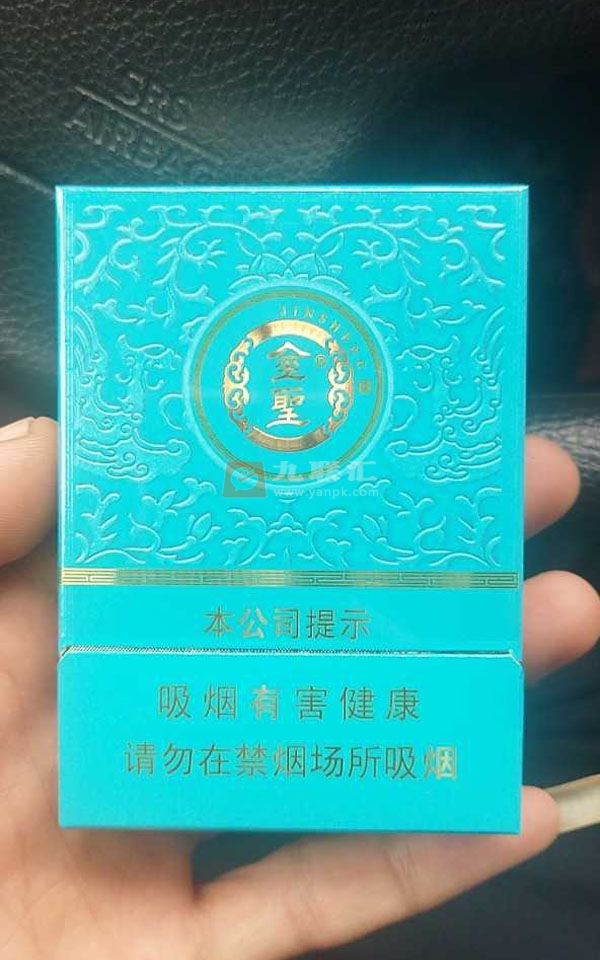 SRS
AIRBAG
JINSHENG
金聖
®
九联汇
www.yanpk.com
本公司提示
吸烟有害健康
请勿在禁烟场所吸烟